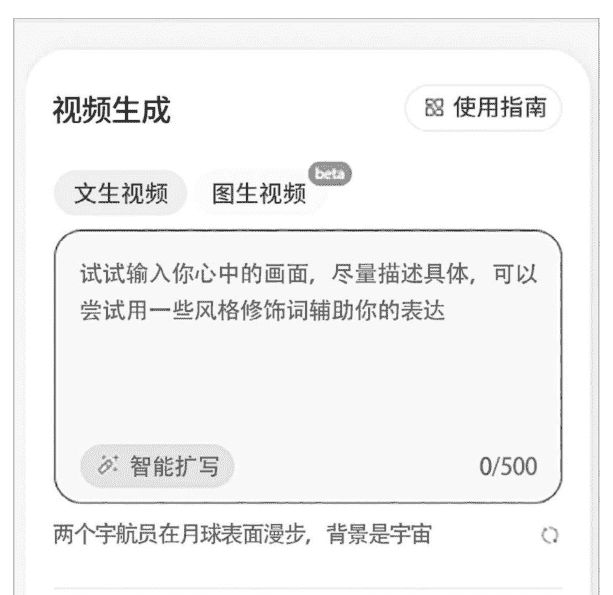 视频生成
使用指南
文生视频
图生视频
beta
试试输入你心中的画面，尽量描述具体，可以
尝试用一些风格修饰词辅助你的表达
智能扩写
0/500
两个宇航员在月球表面漫步，背景是宇宙